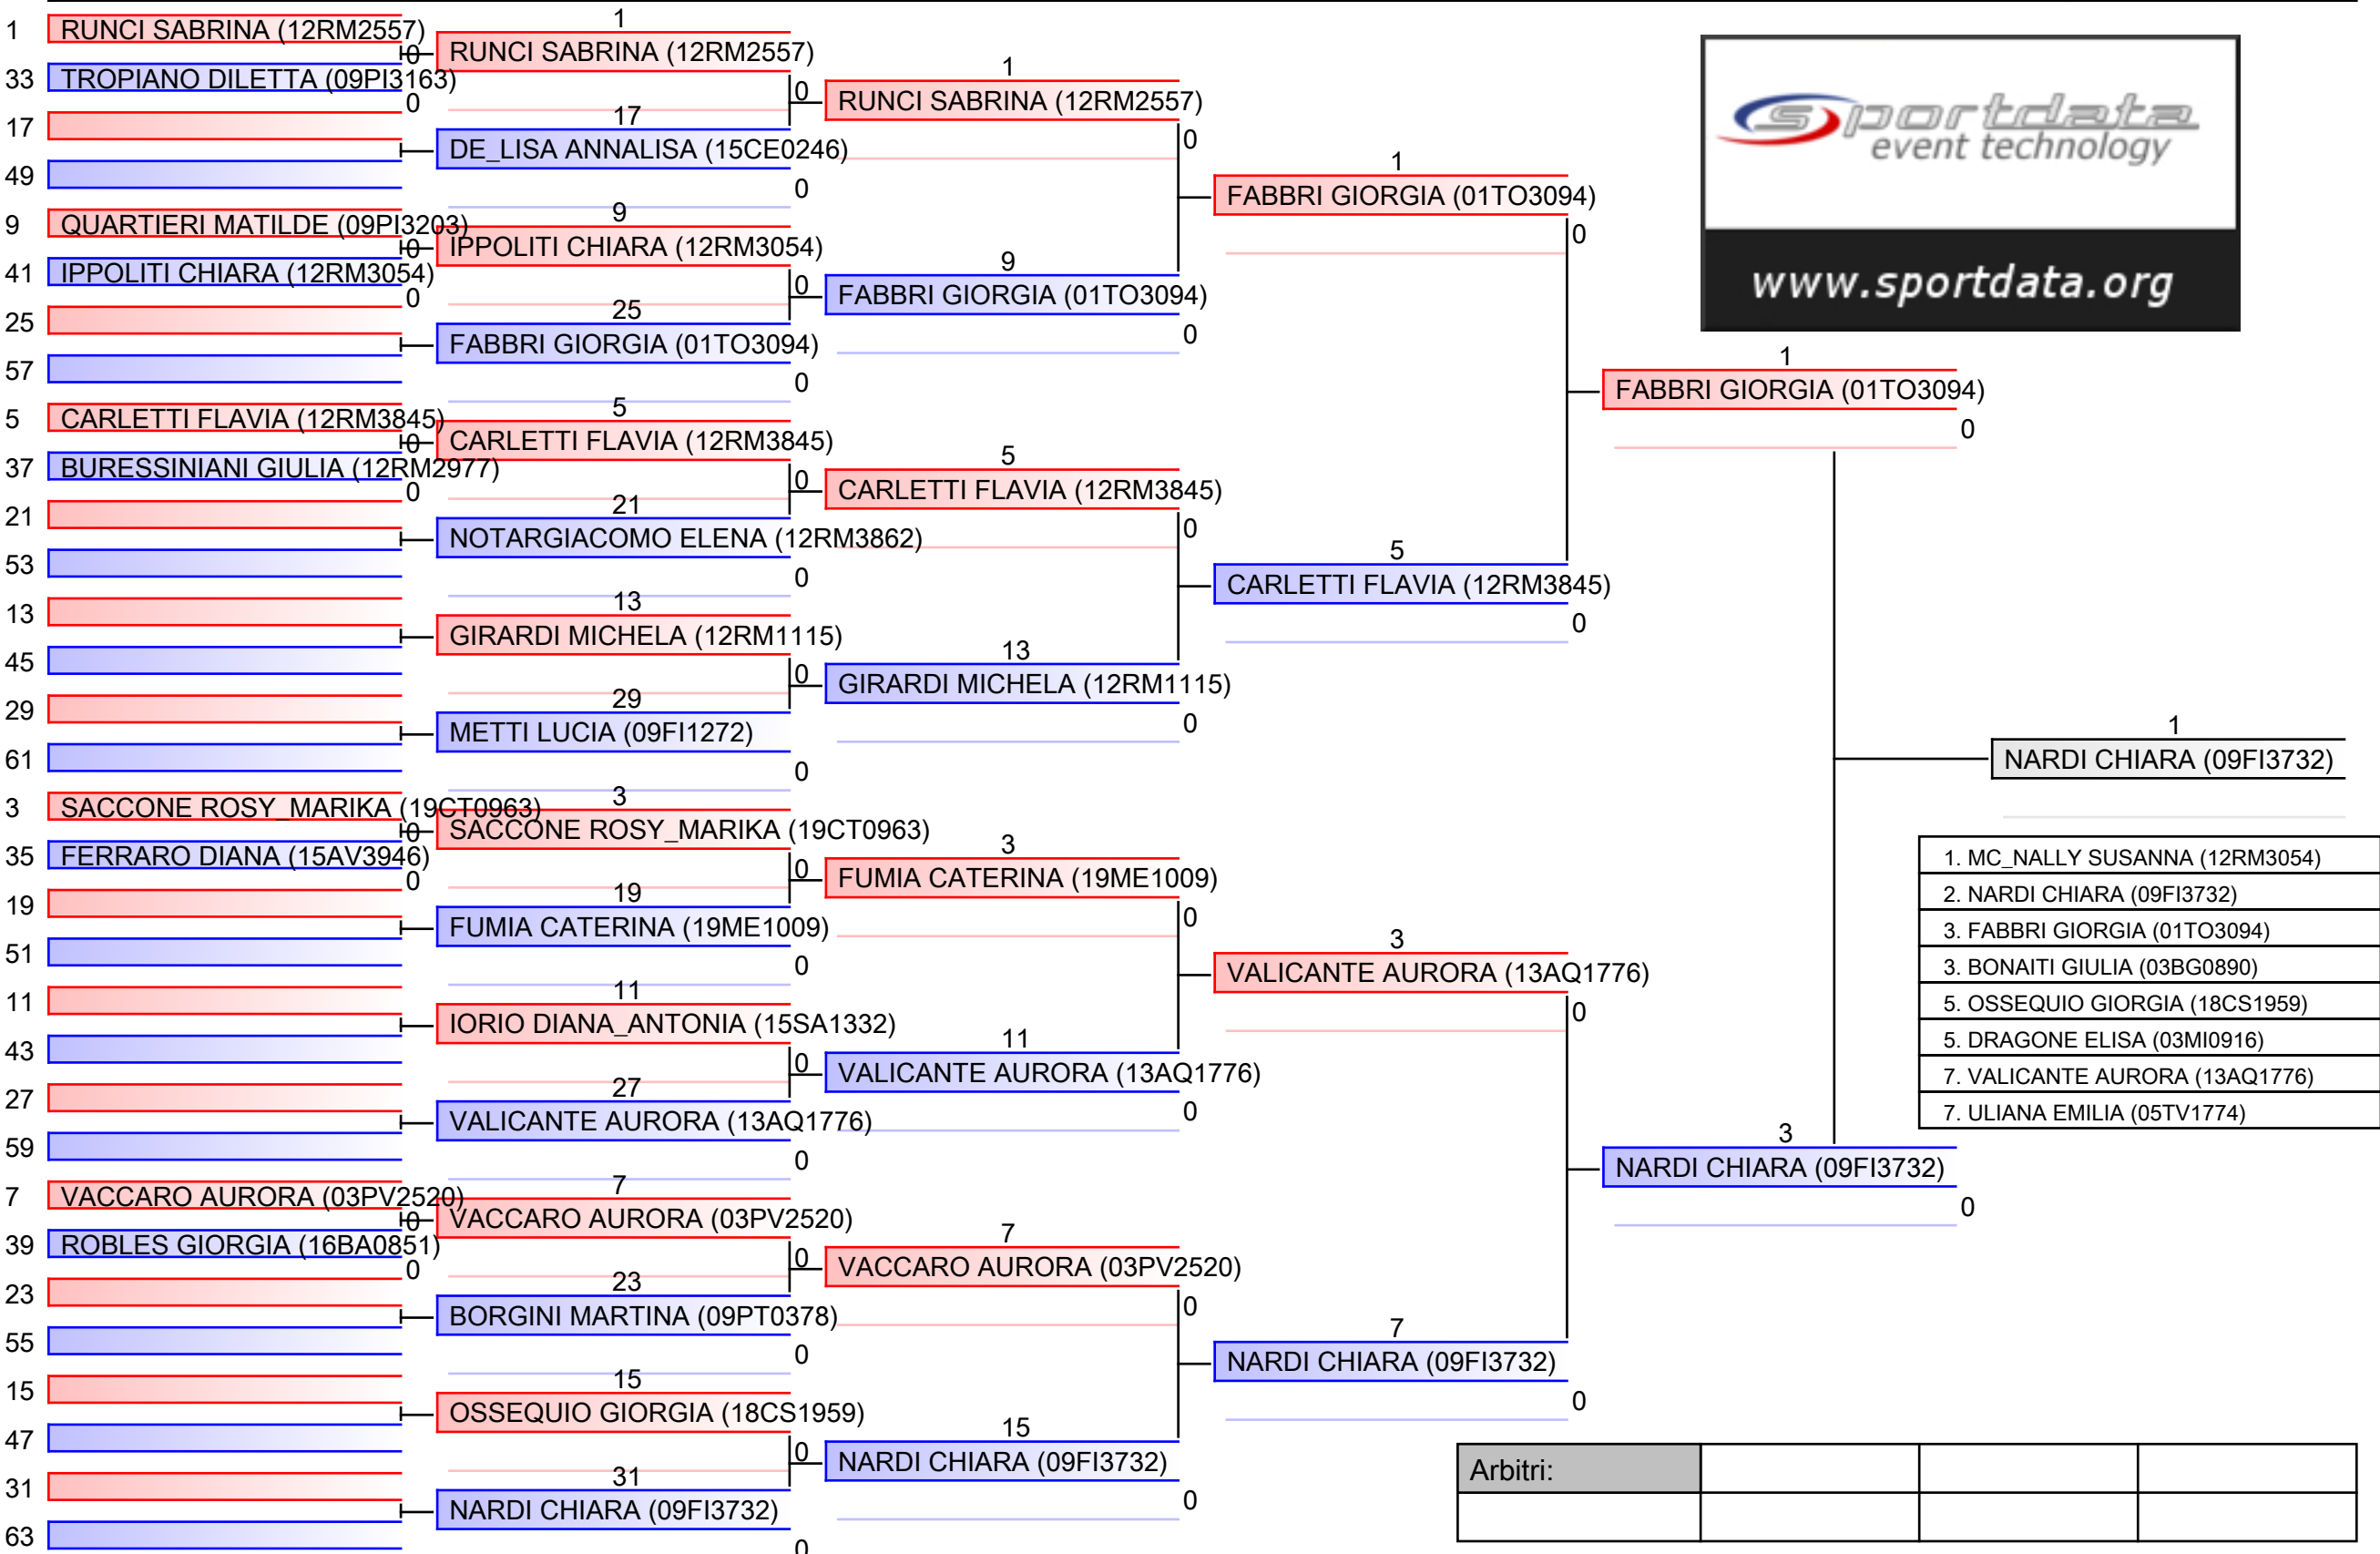 1 RUNCI SABRINA (12RM2557)
0
33 TROPIANO DILETTA (09PI3163)
0
17
49
9 QUARTIERI MATILDE (09PI3203)
0
41 IPPOLITI CHIARA (12RM3054)
0
25
57
5 CARLETTI FLAVIA (12RM3845)
0
37 BURESSINIANI GIULIA (12RM2977)
0
21
53
13
45
29
61
3 SACCONE ROSY_MARIKA (19CT0963)
0
35 FERRARO DIANA (15AV3946)
0
19
51
11
43
27
59
7 VACCARO AURORA (03PV2520)
0
39 ROBLES GIORGIA (16BA0851)
0
23
55
15
47
31
63
1
RUNCI SABRINA (12RM2557)
0
17
DE_LISA ANNALISA (15CE0246)
0
9
IPPOLITI CHIARA (12RM3054)
0
25
FABBRI GIORGIA (01TO3094)
0
5
CARLETTI FLAVIA (12RM3845)
0
21
NOTARGIACOMO ELENA (12RM3862)
0
13
GIRARDI MICHELA (12RM1115)
0
29
METTI LUCIA (09FI1272)
0
3
SACCONE ROSY_MARIKA (19CT0963)
0
19
FUMIA CATERINA (19ME1009)
0
11
IORIO DIANA_ANTONIA (15SA1332)
0
27
VALICANTE AURORA (13AQ1776)
0
7
VACCARO AURORA (03PV2520)
0
23
BORGINI MARTINA (09PT0378)
0
15
OSSEQUIO GIORGIA (18CS1959)
0
31
NARDI CHIARA (09FI3732)
0
1
RUNCI SABRINA (12RM2557)
0
9
FABBRI GIORGIA (01TO3094)
0
5
CARLETTI FLAVIA (12RM3845)
0
13
GIRARDI MICHELA (12RM1115)
0
3
FUMIA CATERINA (19ME1009)
0
11
VALICANTE AURORA (13AQ1776)
0
7
VACCARO AURORA (03PV2520)
0
15
NARDI CHIARA (09FI3732)
0
1
FABBRI GIORGIA (01TO3094)
0
5
CARLETTI FLAVIA (12RM3845)
0
3
VALICANTE AURORA (13AQ1776)
0
7
NARDI CHIARA (09FI3732)
0
1
FABBRI GIORGIA (01TO3094)
0
3
NARDI CHIARA (09FI3732)
0
sportdata
event technology
www.sportdata.org
1
NARDI CHIARA (09FI3732)
1. MC_NALLY SUSANNA (12RM3054)
2. NARDI CHIARA (09FI3732)
3. FABBRI GIORGIA (01TO3094)
3. BONAITI GIULIA (03BG0890)
5. OSSEQUIO GIORGIA (18CS1959)
5. DRAGONE ELISA (03MI0916)
7. VALICANTE AURORA (13AQ1776)
7. ULIANA EMILIA (05TV1774)
Arbitri: